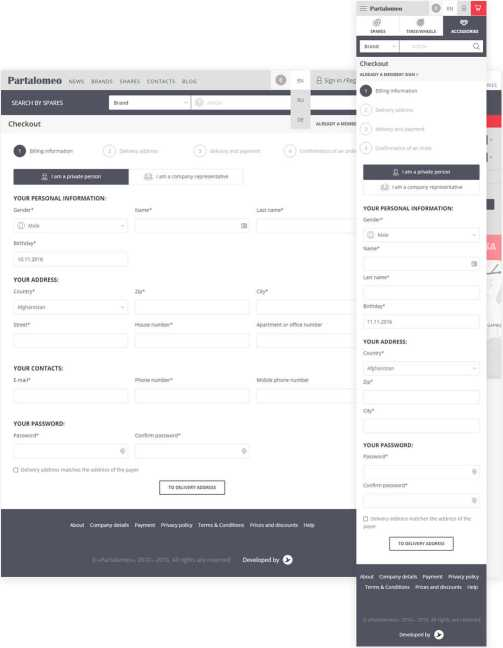 Partalomeo
NEWS BRANDS SHARES CONTACTS BLOG
EN
Sign in / Reg
RU
DE
SEARCH BY SPARES
Brand
Checkout
ALREADY A MEMBE
1 Billing information
2 Delivery address
3 delivery and payment
4 Confirmation of an orde
I am a private person
I am a company representative
YOUR PERSONAL INFORMATION:
Gender* Name* Last name*
Male
Birthday*
10.11.2016
YOUR ADDRESS:
Country* Zip* City*
Afghanistan
Street* House number* Apartment or office number
YOUR CONTACTS:
E-mail* Phone number* Mobile phone number
YOUR PASSWORD:
Password* Confirm password*
Delivery address matches the address of the payer
TO DELIVERY ADDRESS
About Company details Payment Privacy policy Terms & Conditions Prices and discounts Help
Developed by
Partalomeo
EN
SPARES TIRES/WHEELS ACCESSORIES
Brand
Checkout
ALREADY A MEMBER? SIGN IN >
1 Billing information
2 Delivery address
3 delivery and payment
4 Confirmation of an order
I am a private person
I am a company representative
YOUR PERSONAL INFORMATION:
Gender*
Male
Name*
Last name*
Birthday*
11.11.2016
YOUR ADDRESS:
Country*
Afghanistan
Zip*
City*
YOUR PASSWORD:
Password*
Confirm password*
Delivery address matches the address of the
payer
TO DELIVERY ADDRESS
About Company details Payment Privacy policy
Terms & Conditions Prices and discounts Help
Developed by